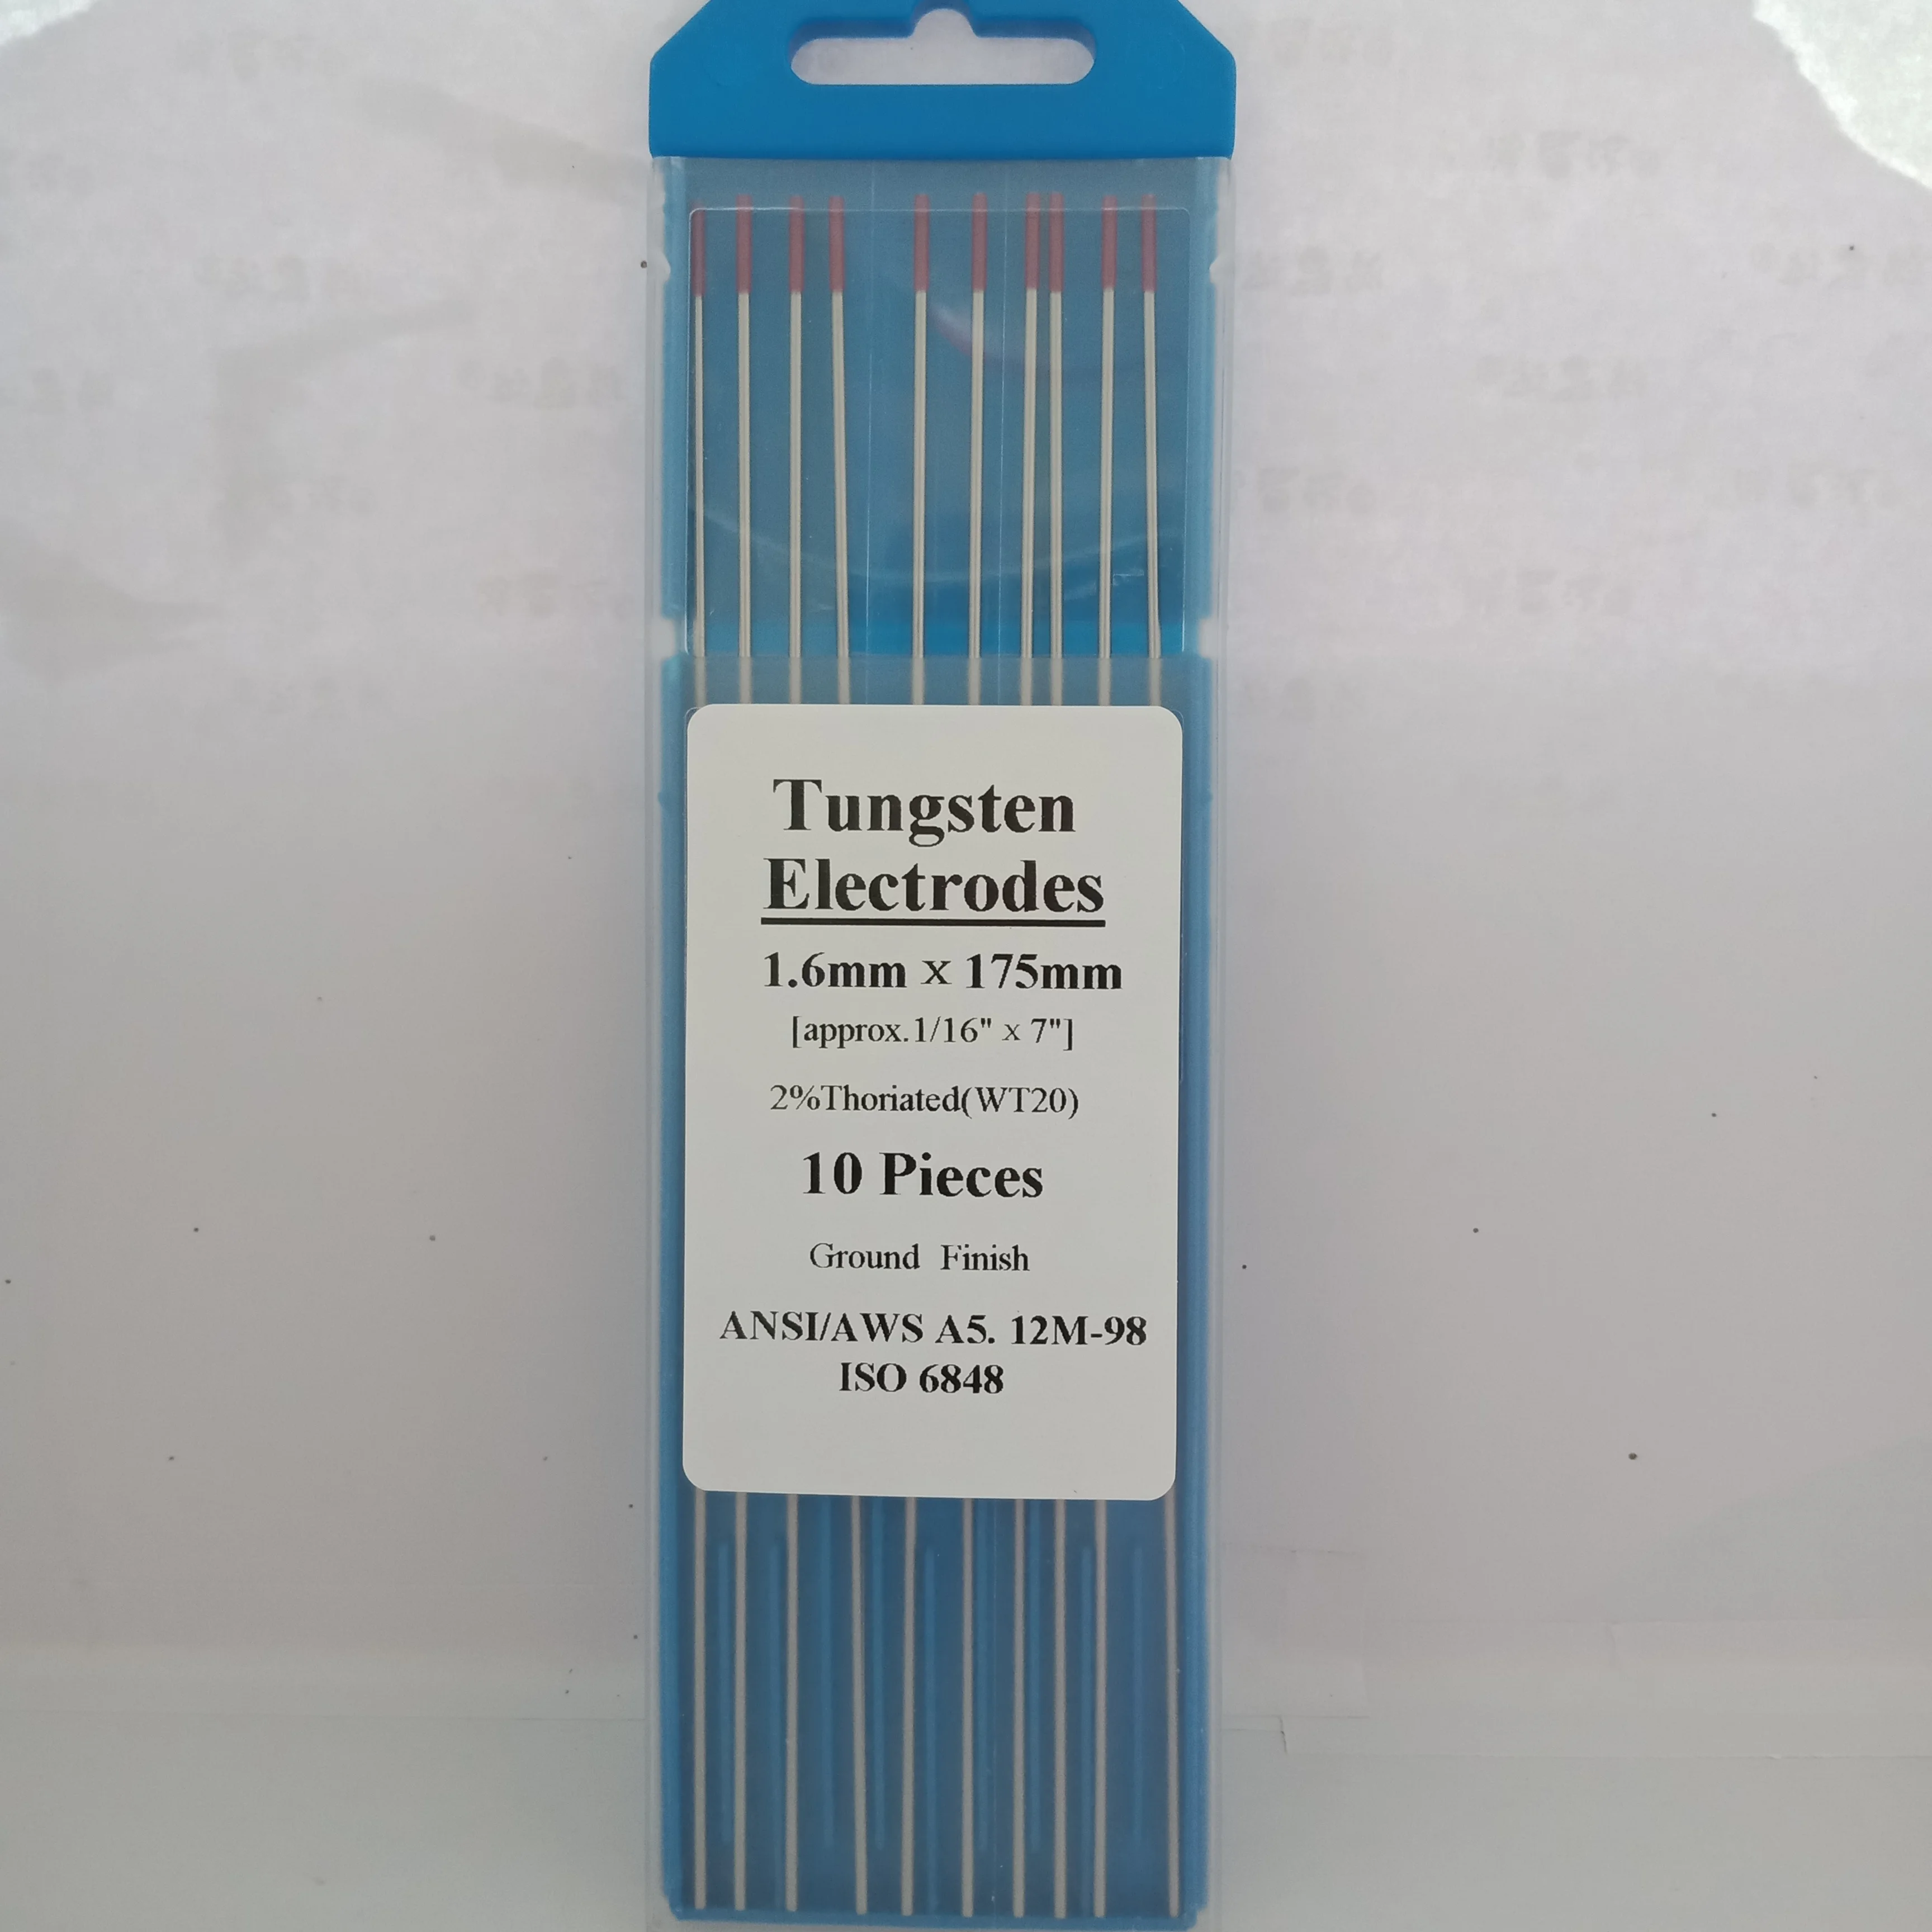 Tungsten
Electrodes
1.6mm x 175mm
[approx.1/16" x 7"]
2%Thoriated(WT20)
10 Pieces
Ground Finish
ANSI/AWS A5. 12M-98
ISO 6848